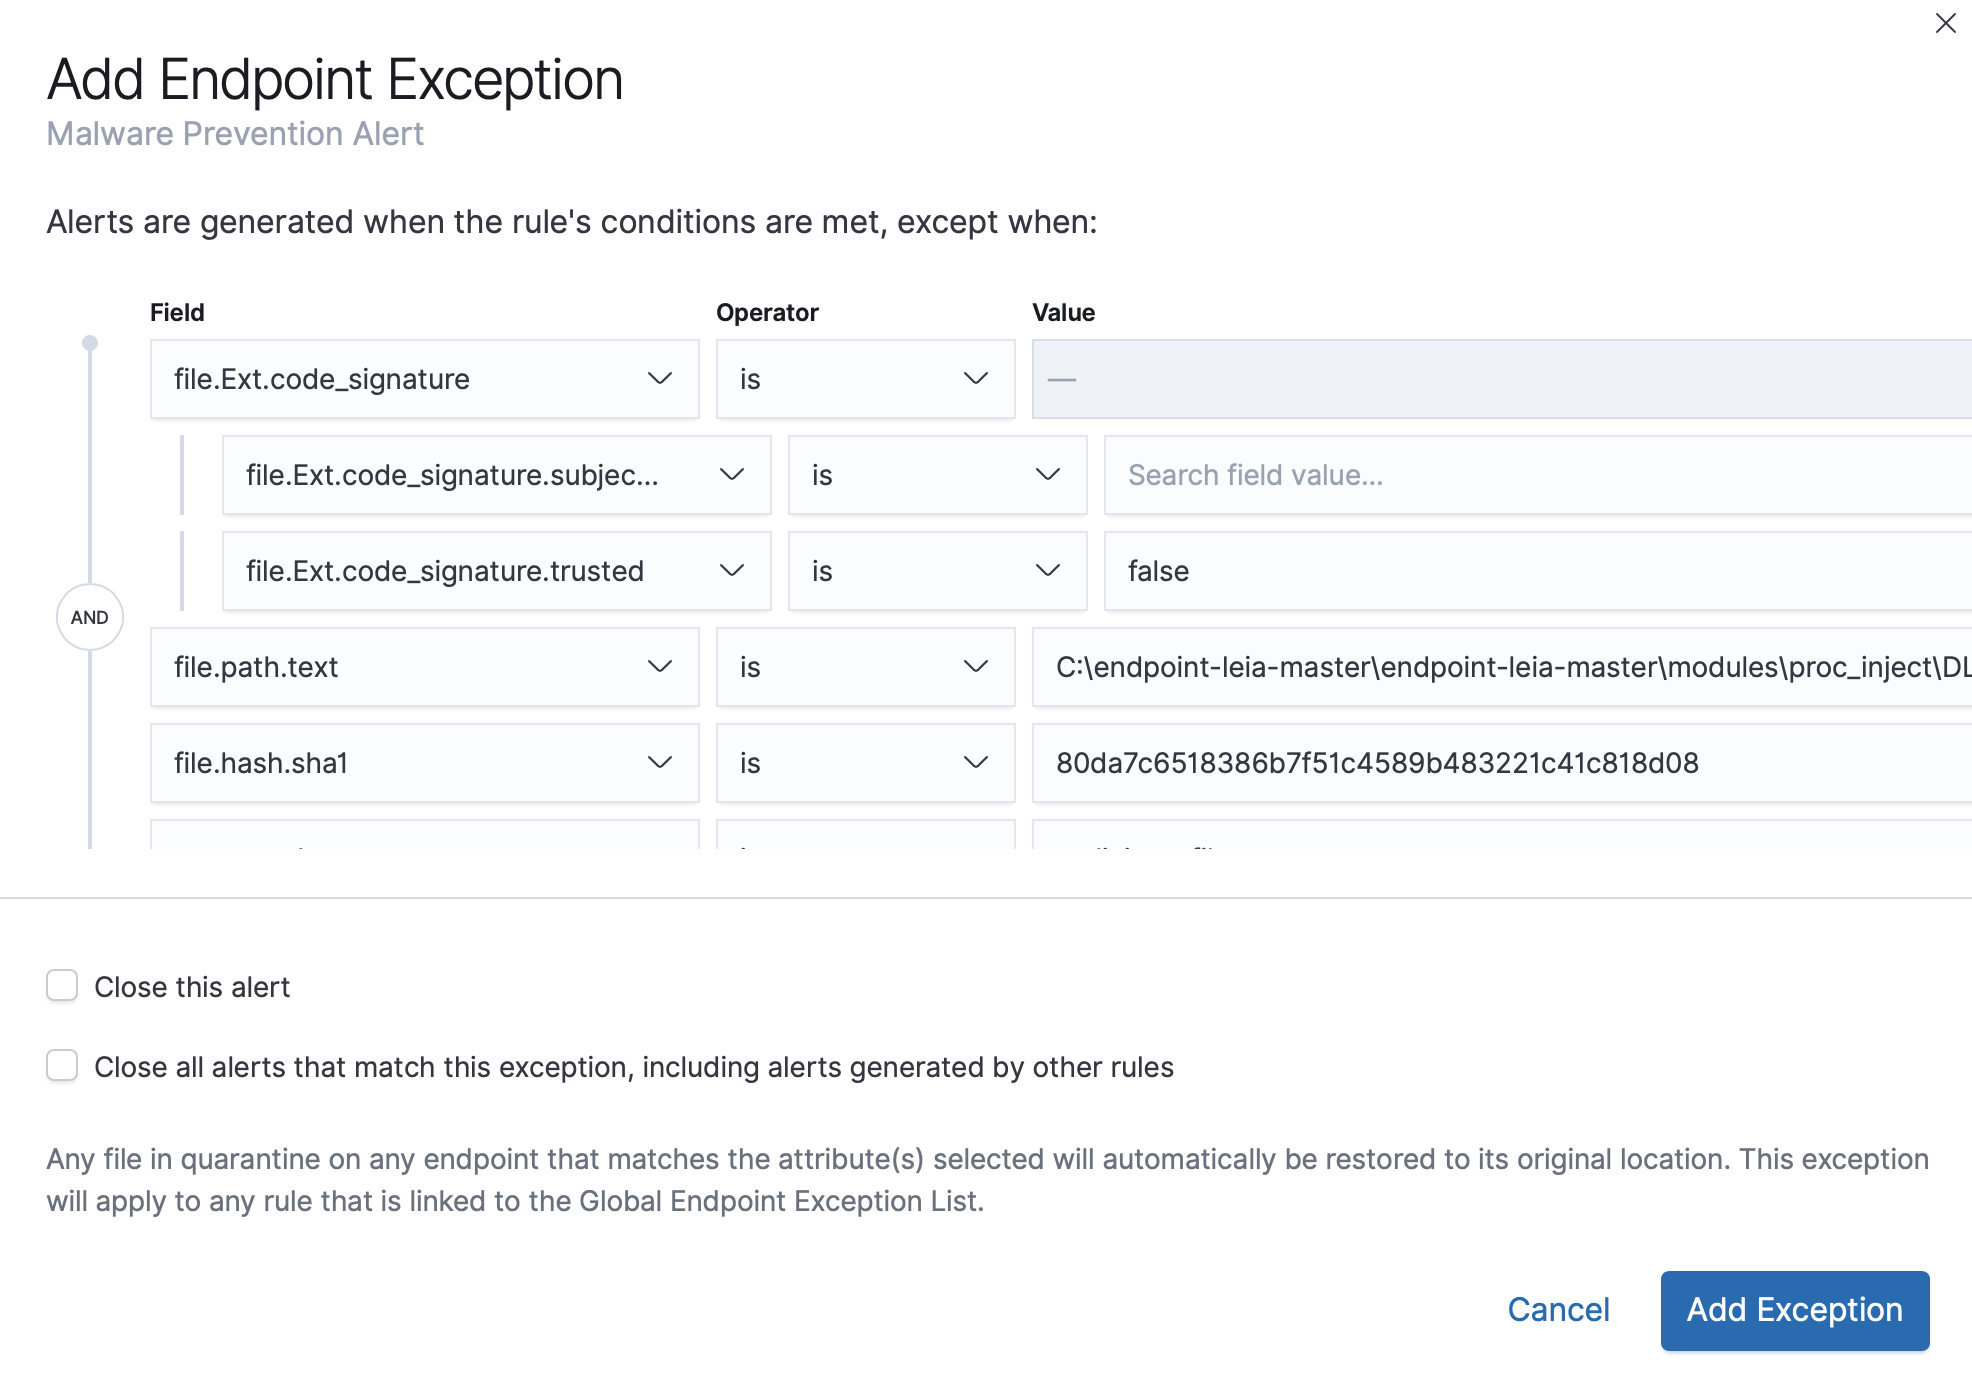 Add Endpoint Exception
Malware Prevention Alert
Alerts are generated when the rule's conditions are met, except when:
Field Operator Value
file.Ext.code_signature is —
file.Ext.code_signature.subjec... is Search field value...
file.Ext.code_signature.trusted is false
AND
file.path.text is C:\endpoint-leia-master\endpoint-leia-master\modules\proc_inject\DL
file.hash.sha1 is 80da7c6518386b7f51c4589b483221c41c818d08
Close this alert
Close all alerts that match this exception, including alerts generated by other rules
Any file in quarantine on any endpoint that matches the attribute(s) selected will automatically be restored to its original location. This exception
will apply to any rule that is linked to the Global Endpoint Exception List.
Cancel Add Exception